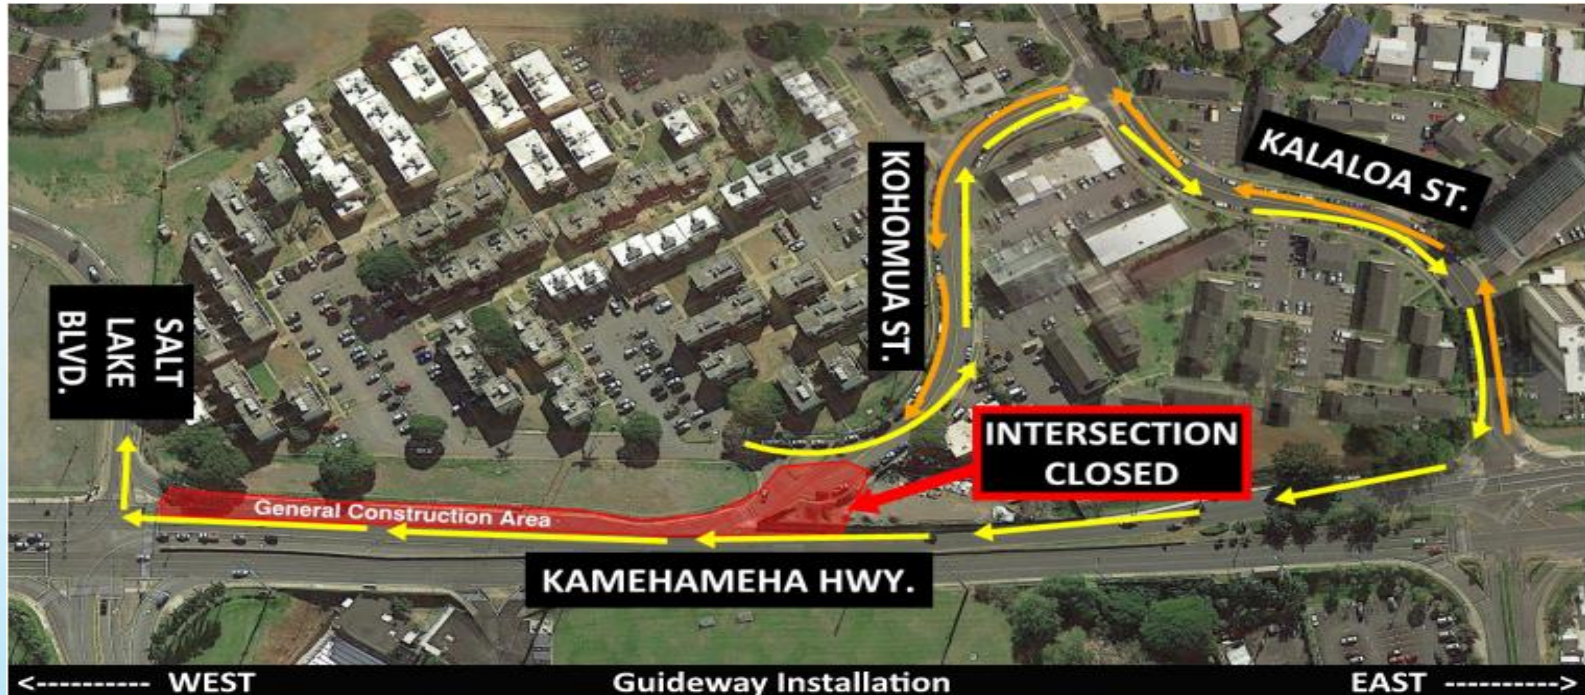 KALALOA ST.
KOHOMUA ST.
SALT
LAKE
BLVD.
INTERSECTION
CLOSED
General Construction Area
KAMEHAMEHA HWY.
<---------- WEST
Guideway Installation
EAST ---------->